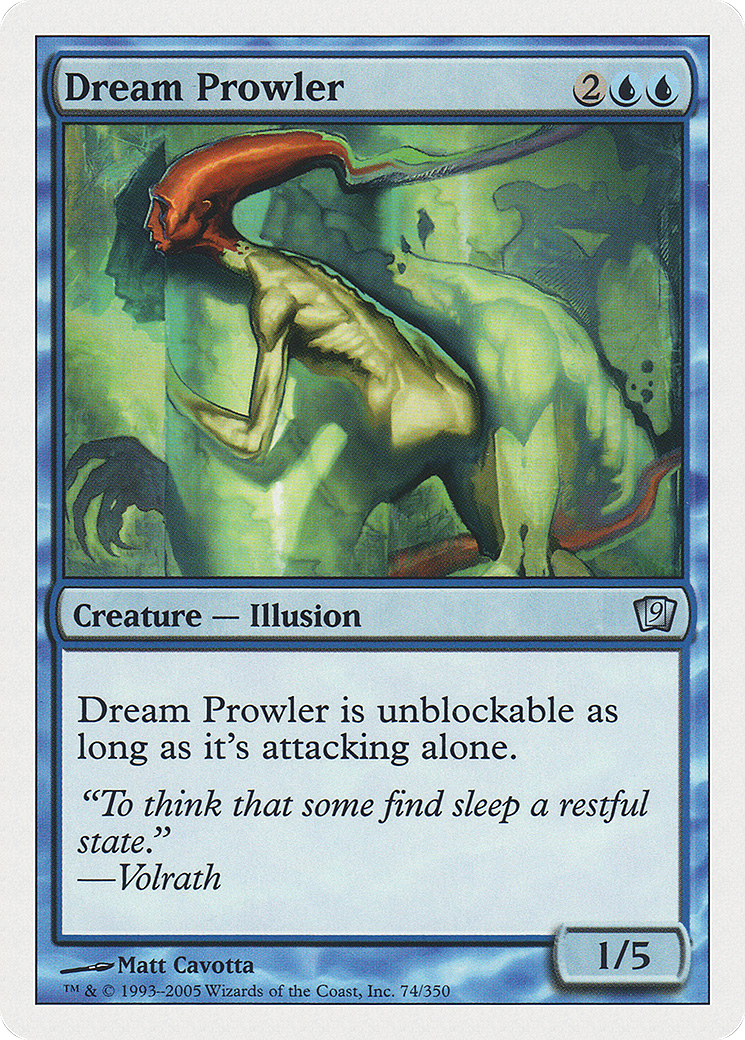 Dream Prowler 2
Creature — Illusion 9
Dream Prowler is unblockable as
long as it's attacking alone.
“To think that some find sleep a restful
state.”
—Volrath
1/5
Matt Cavotta
™ & © 1993–2005 Wizards of the Coast, Inc. 74/350